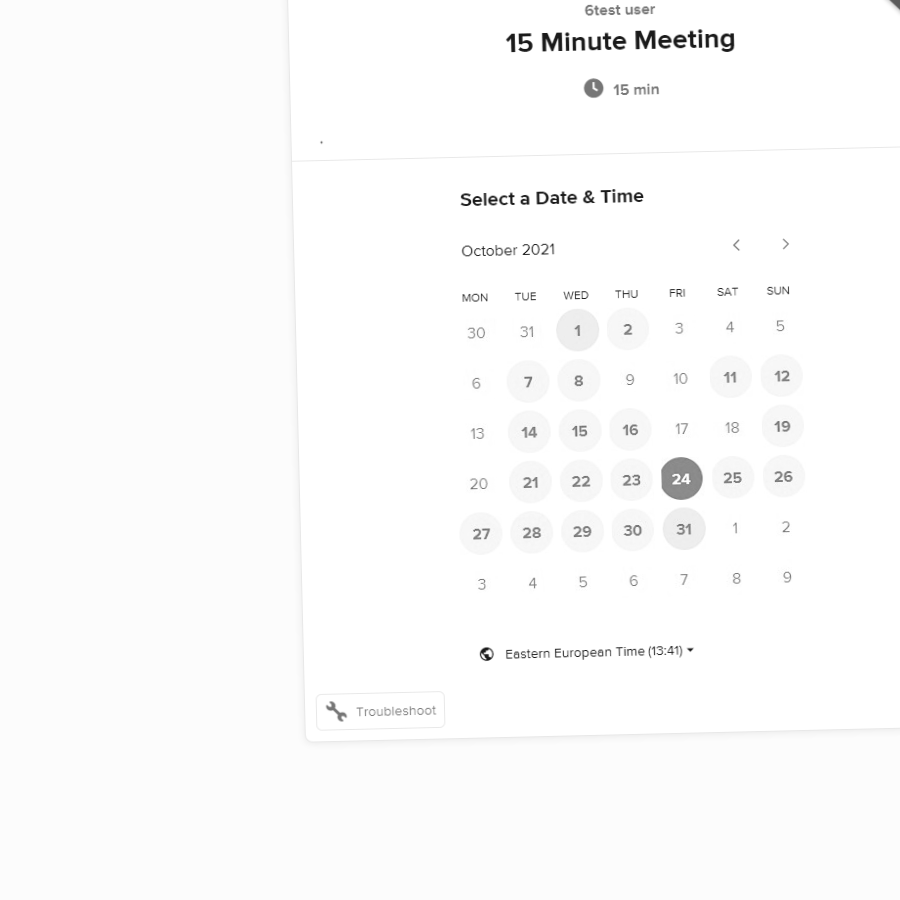 6test user
15 Minute Meeting
15 min
Select a Date & Time
October 2021
MON TUE WED THU FRI SAT SUN
30 31 1 2 3 4 5
6 7 8 9 10 11 12
13 14 15 16 17 18 19
20 21 22 23 24 25 26
27 28 29 30 31 1 2
3 4 5 6 7 8 9
Eastern European Time (13:41)
Troubleshoot